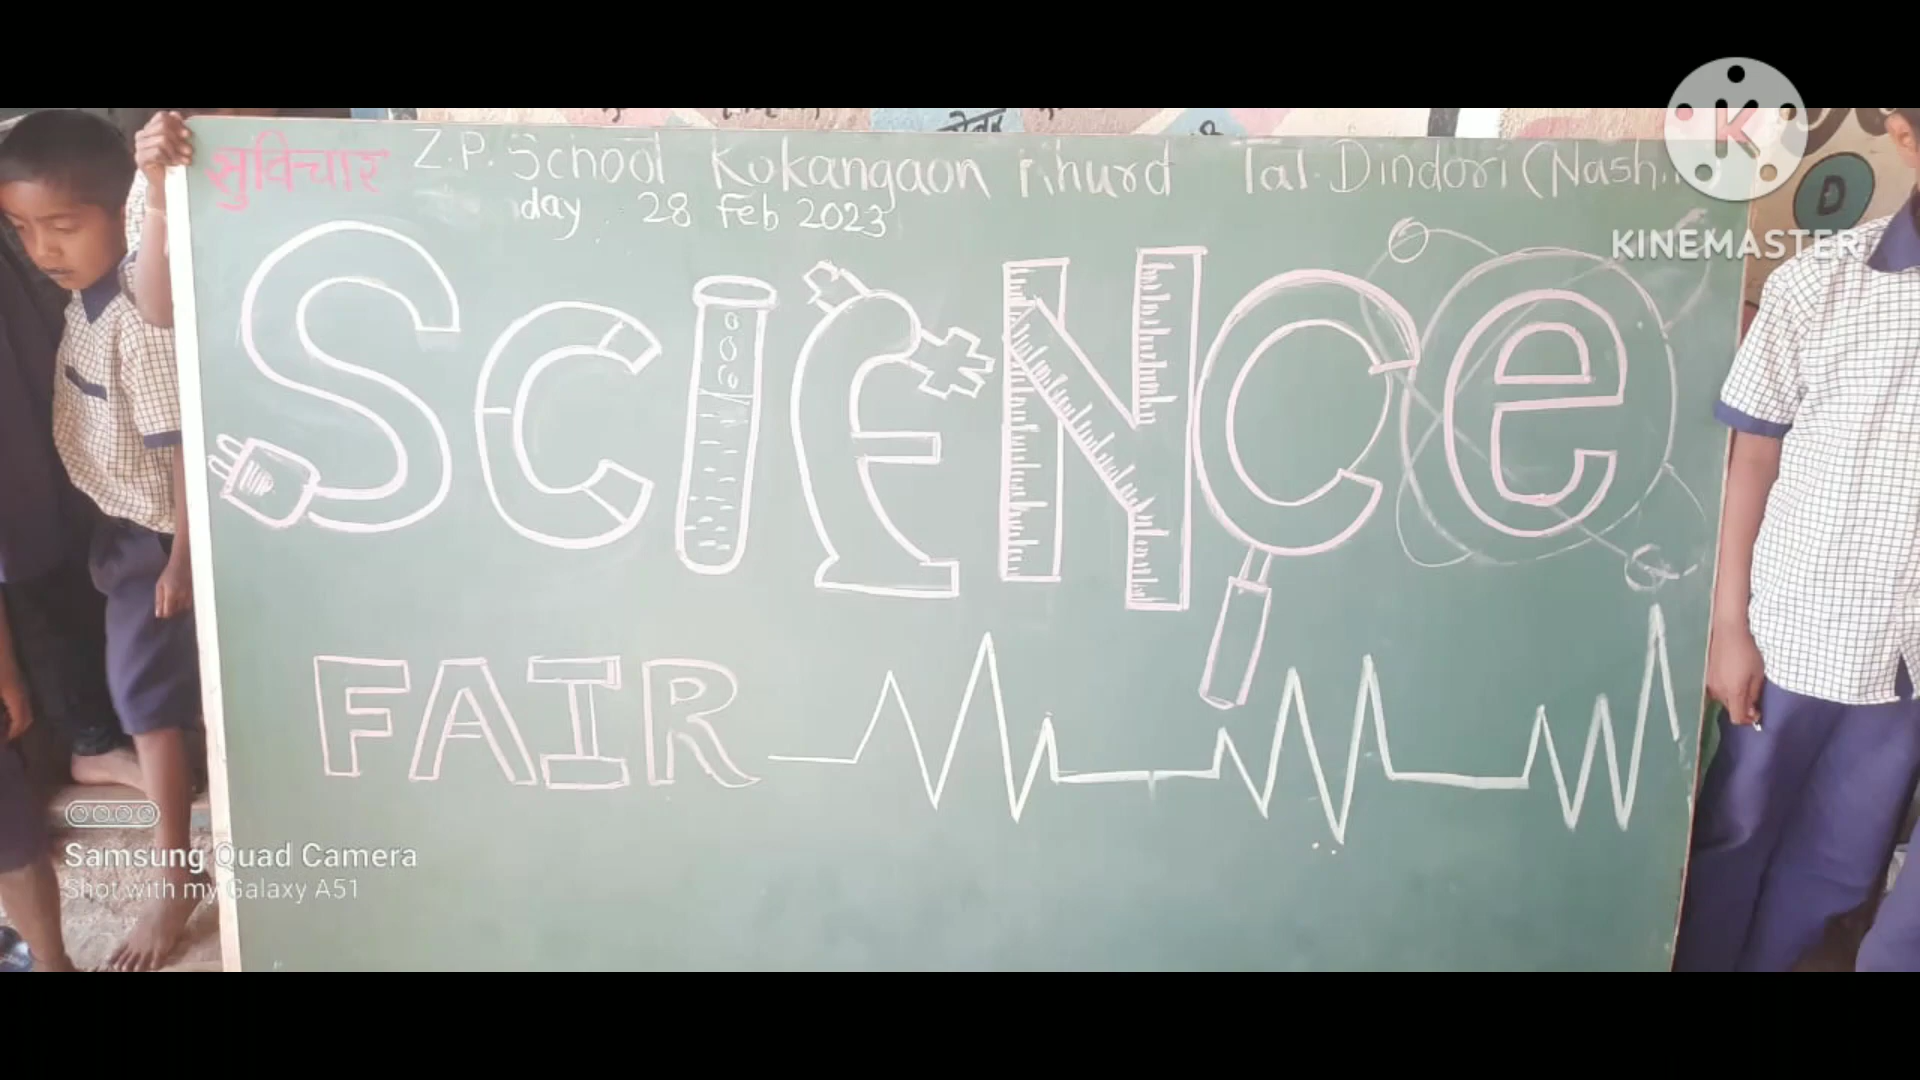 सुविचार Z.P. School Kokangaon Khurd Tal. Dindori (Nash
day 28 Feb 2023
SCIENCe
FAIR
D
K
KINEMASTER
Samsung Quad Camera
Shot with my Galaxy A51